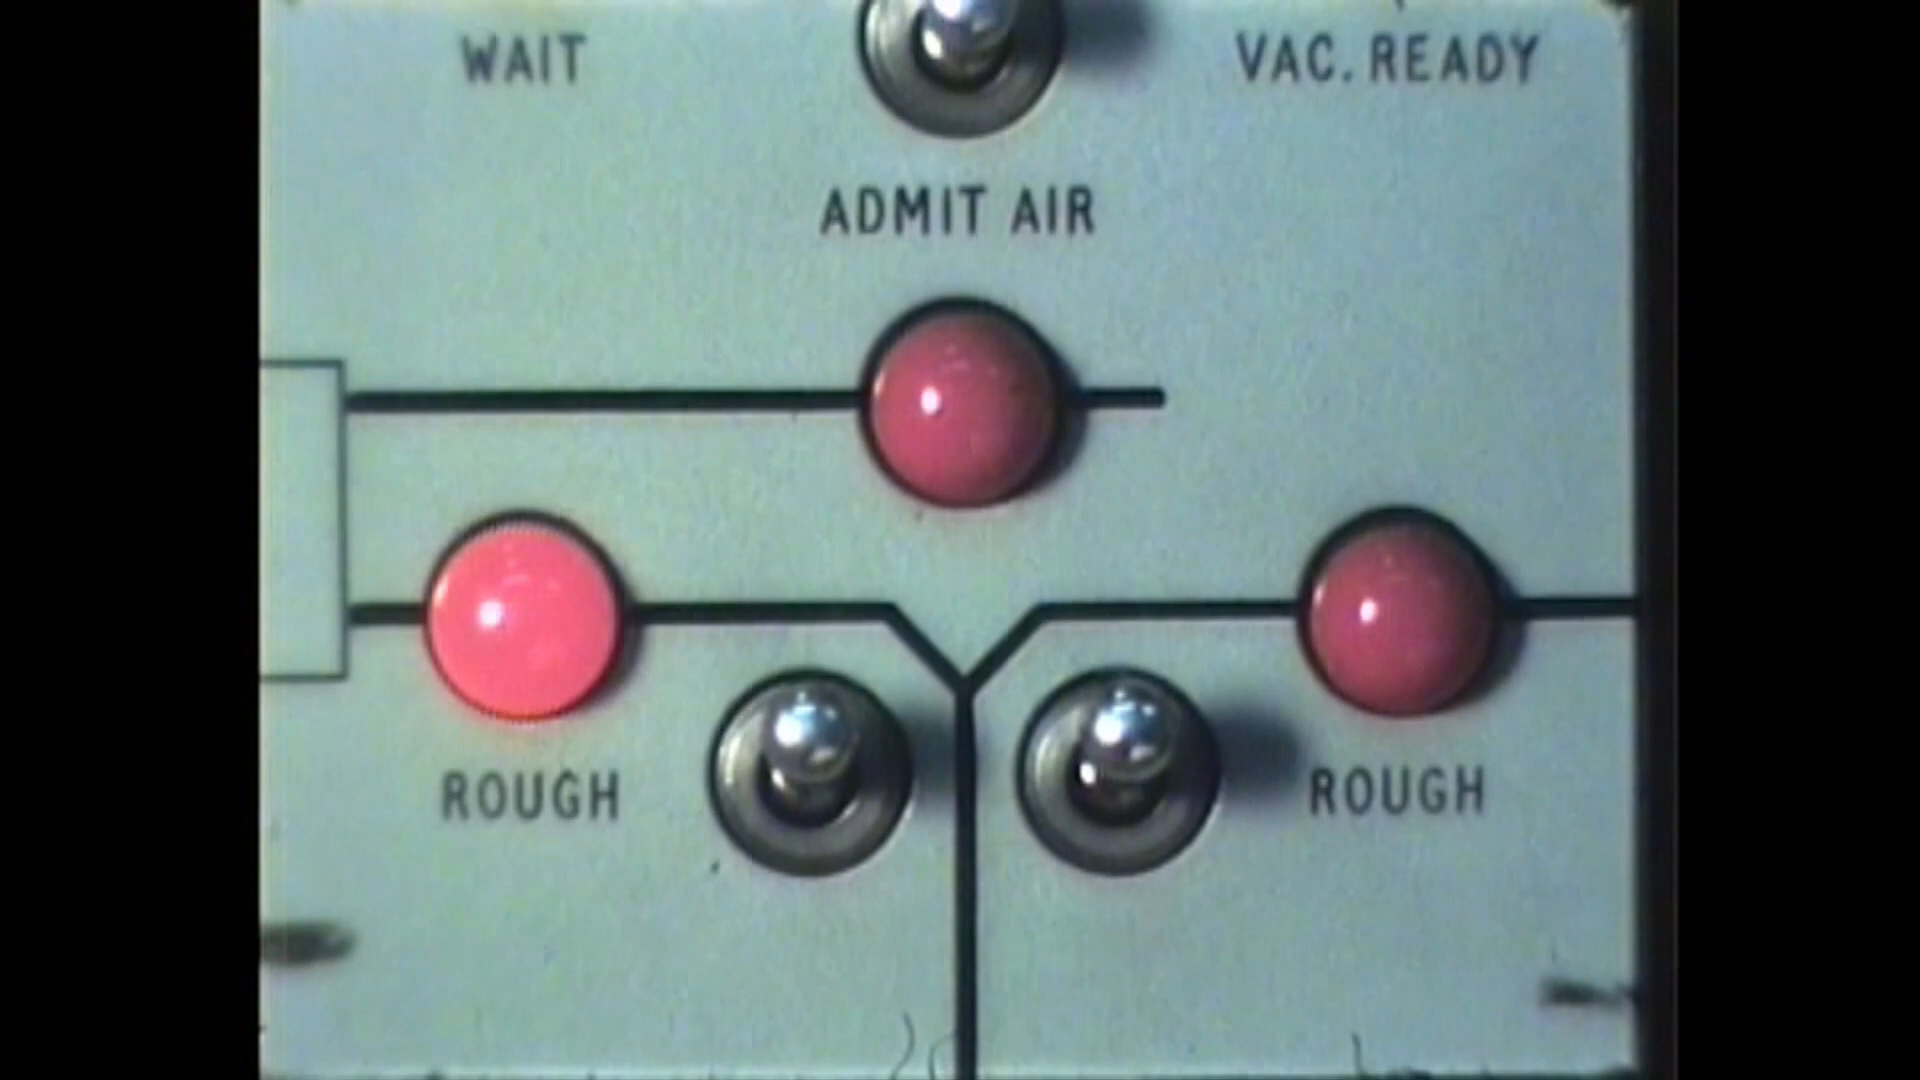 WAIT
VAC. READY
ADMIT AIR
ROUGH
ROUGH